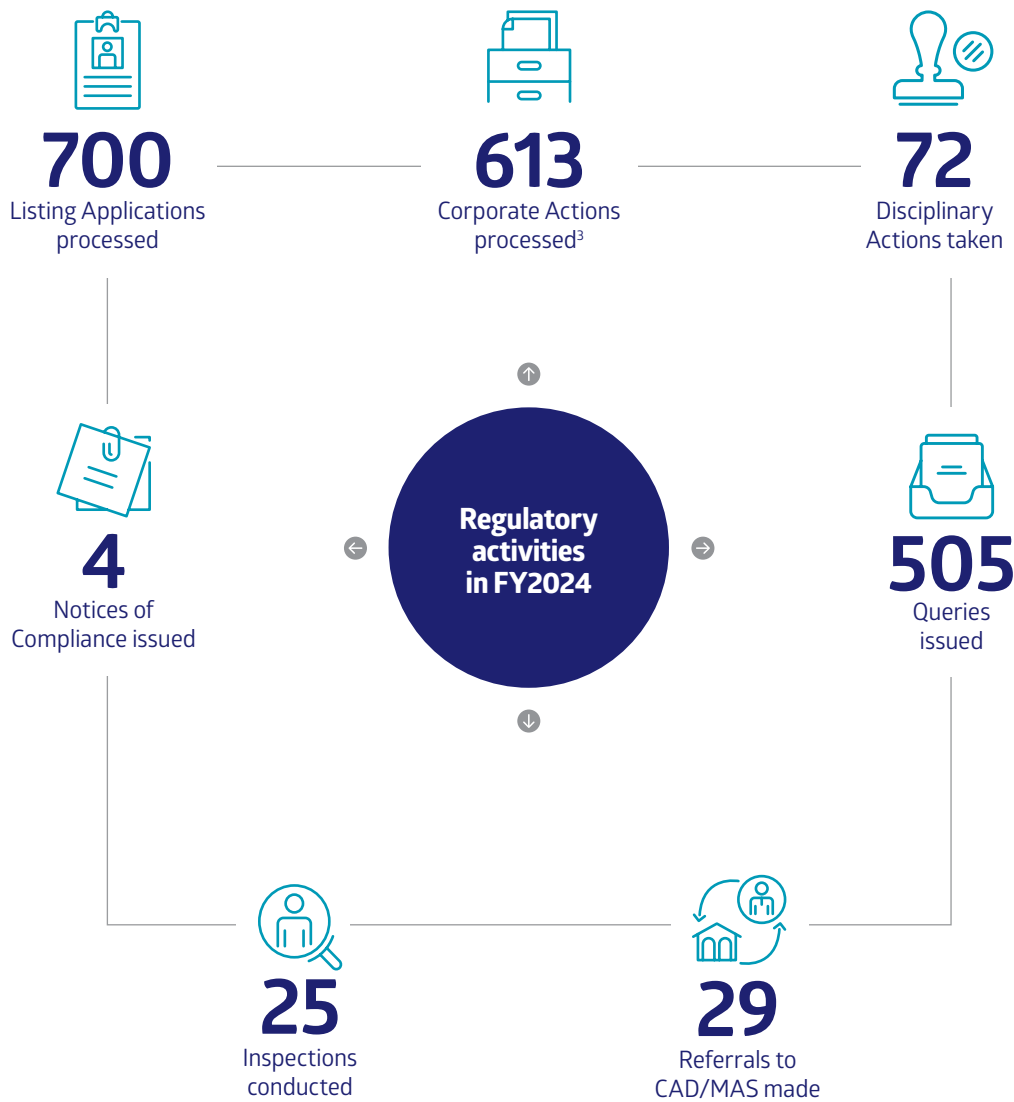 700
Listing Applications
processed
613
Corporate Actions
processed³
72
Disciplinary
Actions taken
4
Notices of
Compliance issued
Regulatory
activities
in FY2024
505
Queries
issued
25
Inspections
conducted
29
Referrals to
CAD/MAS made